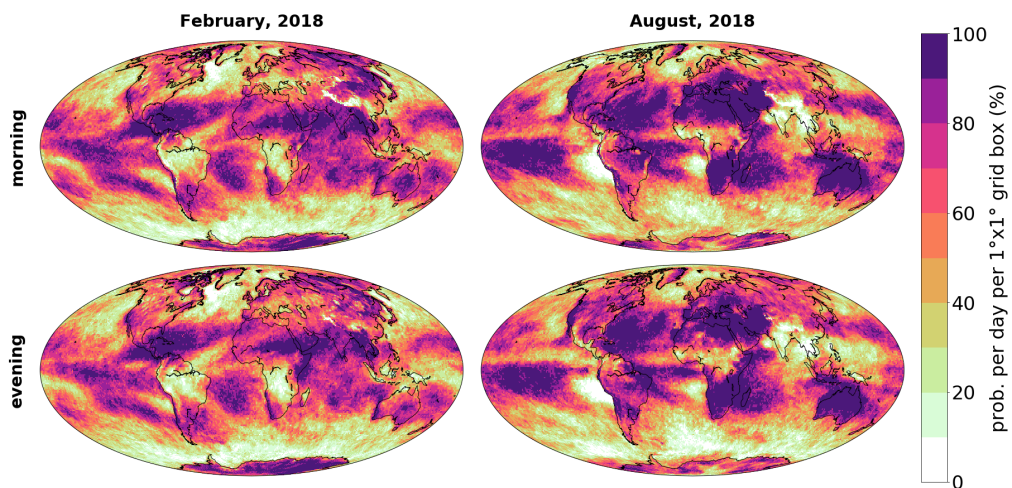 February, 2018
August, 2018
morning
evening
100
80
60
40
20
0
prob. per day per 1°x1° grid box (%)